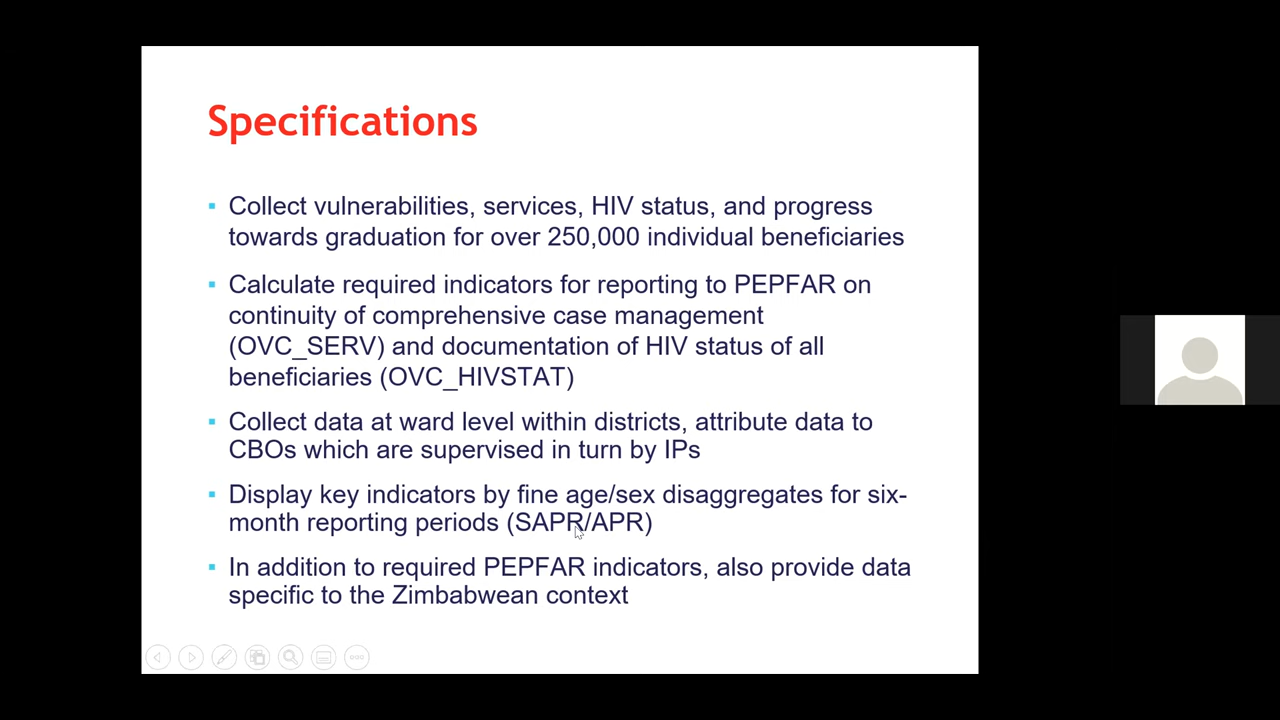 Specifications
▪ Collect vulnerabilities, services, HIV status, and progress
towards graduation for over 250,000 individual beneficiaries
▪ Calculate required indicators for reporting to PEPFAR on
continuity of comprehensive case management
(OVC_SERV) and documentation of HIV status of all
beneficiaries (OVC_HIVSTAT)
▪ Collect data at ward level within districts, attribute data to
CBOs which are supervised in turn by IPs
▪ Display key indicators by fine age/sex disaggregates for six-
month reporting periods (SAPR/APR)
▪ In addition to required PEPFAR indicators, also provide data
specific to the Zimbabwean context